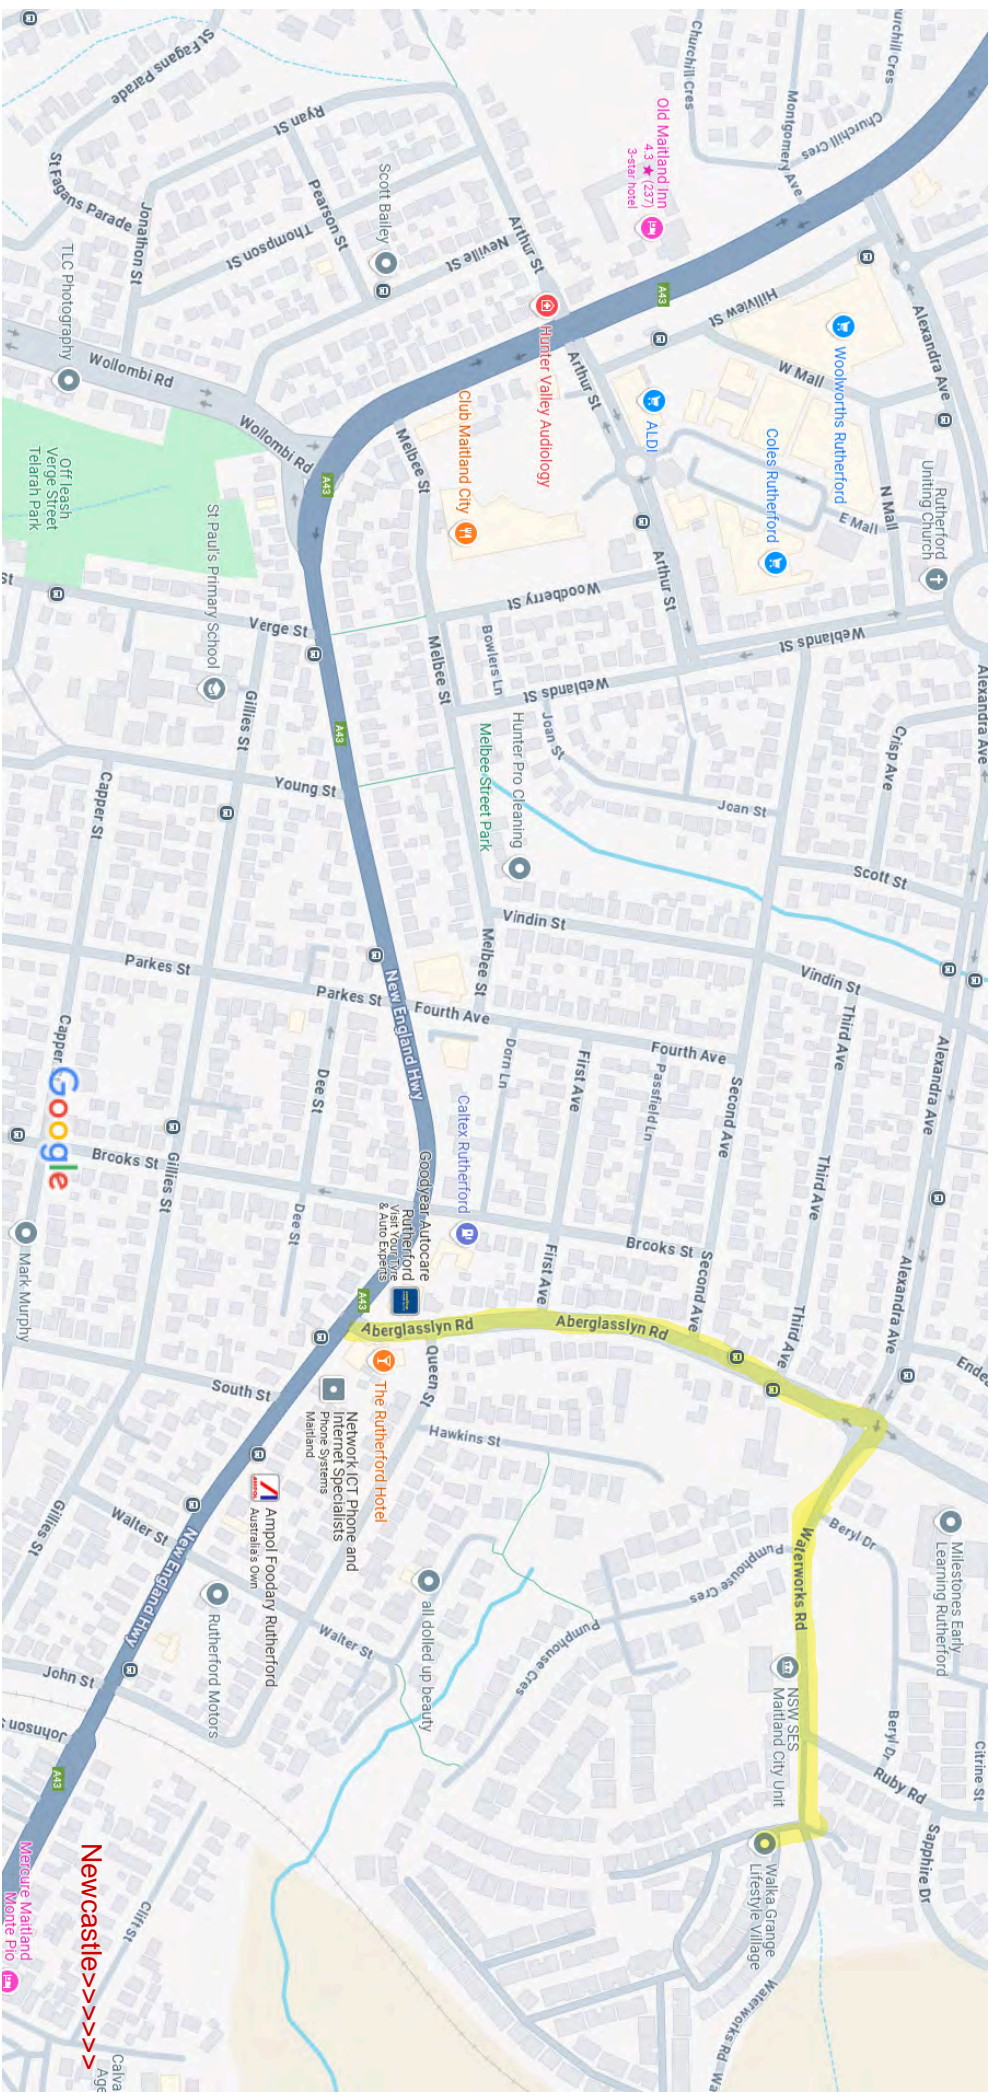 St Fagans Parade
Ryan St
St Fagans Parade
Jonathon St
Thompson St
Pearson St
Scott Bailey
Neville St
Arthur St
TLC Photography
Wollombi Rd
Wollombi Rd
Off leash
Verge Street
Telarah Park
Churchill Cres
Montgomery Ave
Churchill Cres
Old Maitland Inn
4.3 ★ (237)
3-star hotel
A43
Hillview St
Hunter Valley Audiology
Arthur St
Club Maitland City
Melbee St
A43
ALDI
W Mall
Woolworths Rutherford
Coles Rutherford
N Mall
E Mall
Alexandra Ave
Rutherford
Uniting Church
Arthur St
Woodberry St
Weblands St
Weblands St
Bowlers Ln
Melbee St
Verge St
St Paul's Primary School
Gillies St
A43
Young St
Capper St
Hunter Pro Cleaning
Melbee Street Park
Joan St
Joan St
Crisp Ave
Alexandra Ave
Scott St
Vindin St
Vindin St
Melbee St
Parkes St
Parkes St
New England Hwy
Fourth Ave
Fourth Ave
Dorn Ln
First Ave
Passfield Ln
Second Ave
Third Ave
Third Ave
Alexandra Ave
Capper
Google
Dee St
Dee St
Brooks St
Gillies St
Mark Murphy
Caltex Rutherford
Goodyear Autocare
Rutherford
Visit Your Tyre
& Auto Experts
Brooks St
First Ave
Second Ave
Third Ave
Alexandra Ave
A43
Aberglasslyn Rd
Aberglasslyn Rd
Queen St
The Rutherford Hotel
South St
Network ICT Phone and
Internet Specialists
Phone Systems
Maitland
Hawkins St
Ampol Foodary Rutherford
Australia's Own
Walter St
Gillies St
New England Hwy
Rutherford Motors
Walter St
all dolled up beauty
Pumphouse Cres
Pumphouse Cres
Pumphouse Cres
Waterworks Rd
Beryl Dr
Milestones Early
Learning Rutherford
NSW SES
Maitland City Unit
Beryl Dr
Ruby Rd
Citrine St
Sapphire Dr
Walka Grange
Lifestyle Village
Waterworks Rd
John St
A43
Mercure Maitland
Monte Pio
Clift St
Newcastle>>>>>>